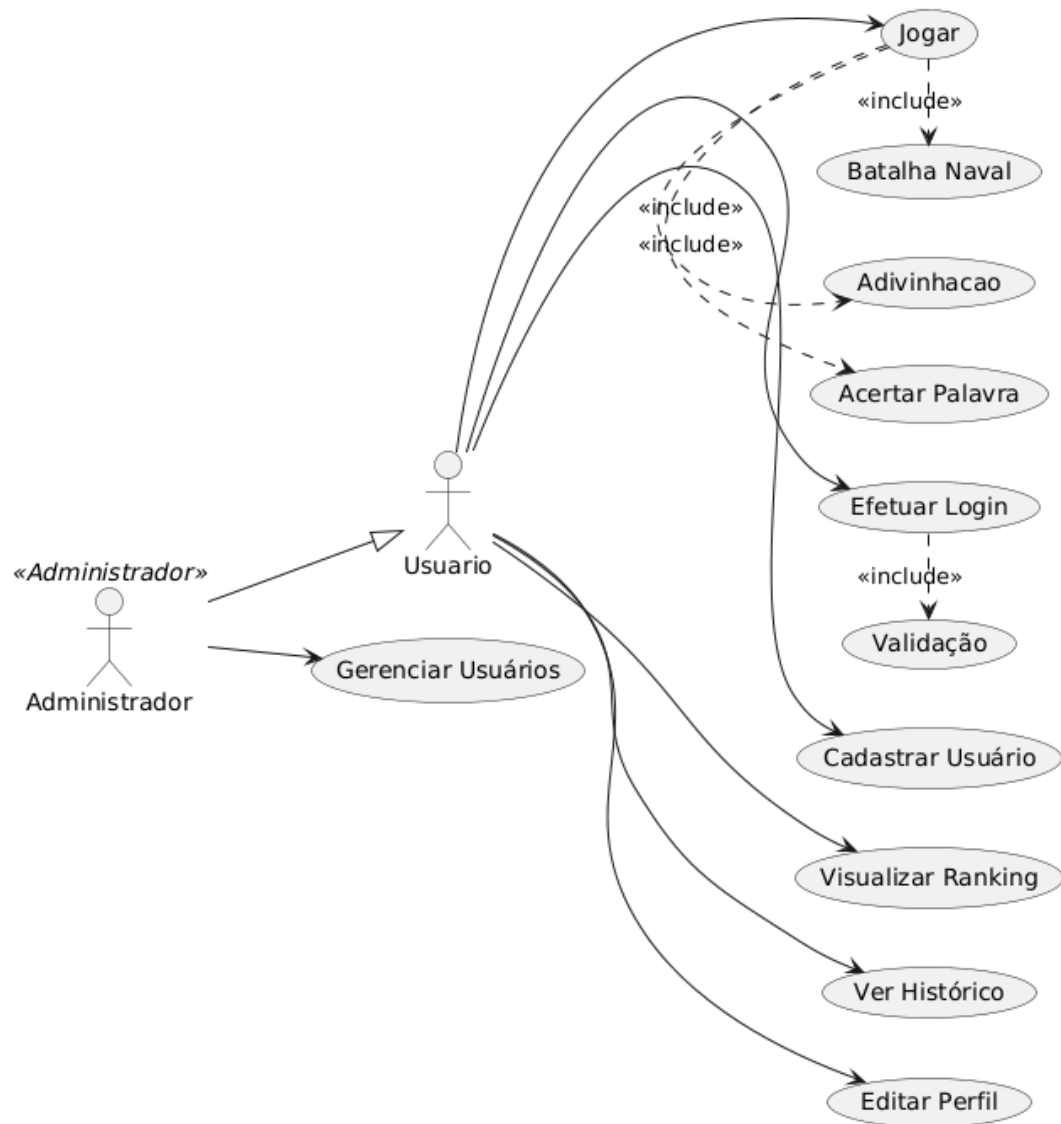 Jogar
«include»
Batalha Naval
«include»
«include»
Adivinhacao
Acertar Palavra
Efetuar Login
«include»
Validação
Usuario
«Administrador»
Administrador
Gerenciar Usuários
Cadastrar Usuário
Visualizar Ranking
Ver Histórico
Editar Perfil